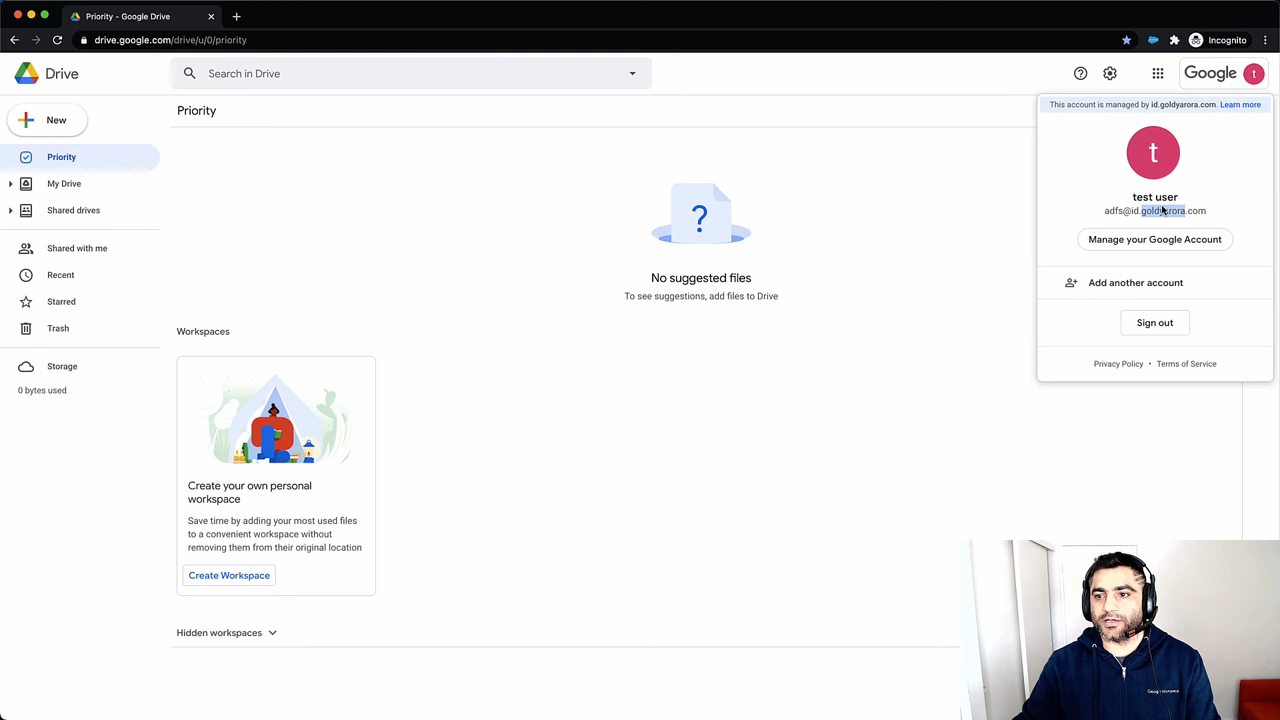 Priority - Google Drive
drive.google.com/drive/u/0/priority
Incognito
Drive
Search in Drive
Google
t
New
Priority
My Drive
Shared drives
Shared with me
Recent
Starred
Trash
Storage
0 bytes used
Priority
?
No suggested files
To see suggestions, add files to Drive
Workspaces
Create your own personal
workspace
Save time by adding your most used files
to a convenient workspace without
removing them from their original location
Create Workspace
Hidden workspaces
This account is managed by id.goldyarora.com. Learn more
t
test user
adfs@id.goldyarora.com
Manage your Google Account
Add another account
Sign out
Privacy Policy • Terms of Service
Google Workspace